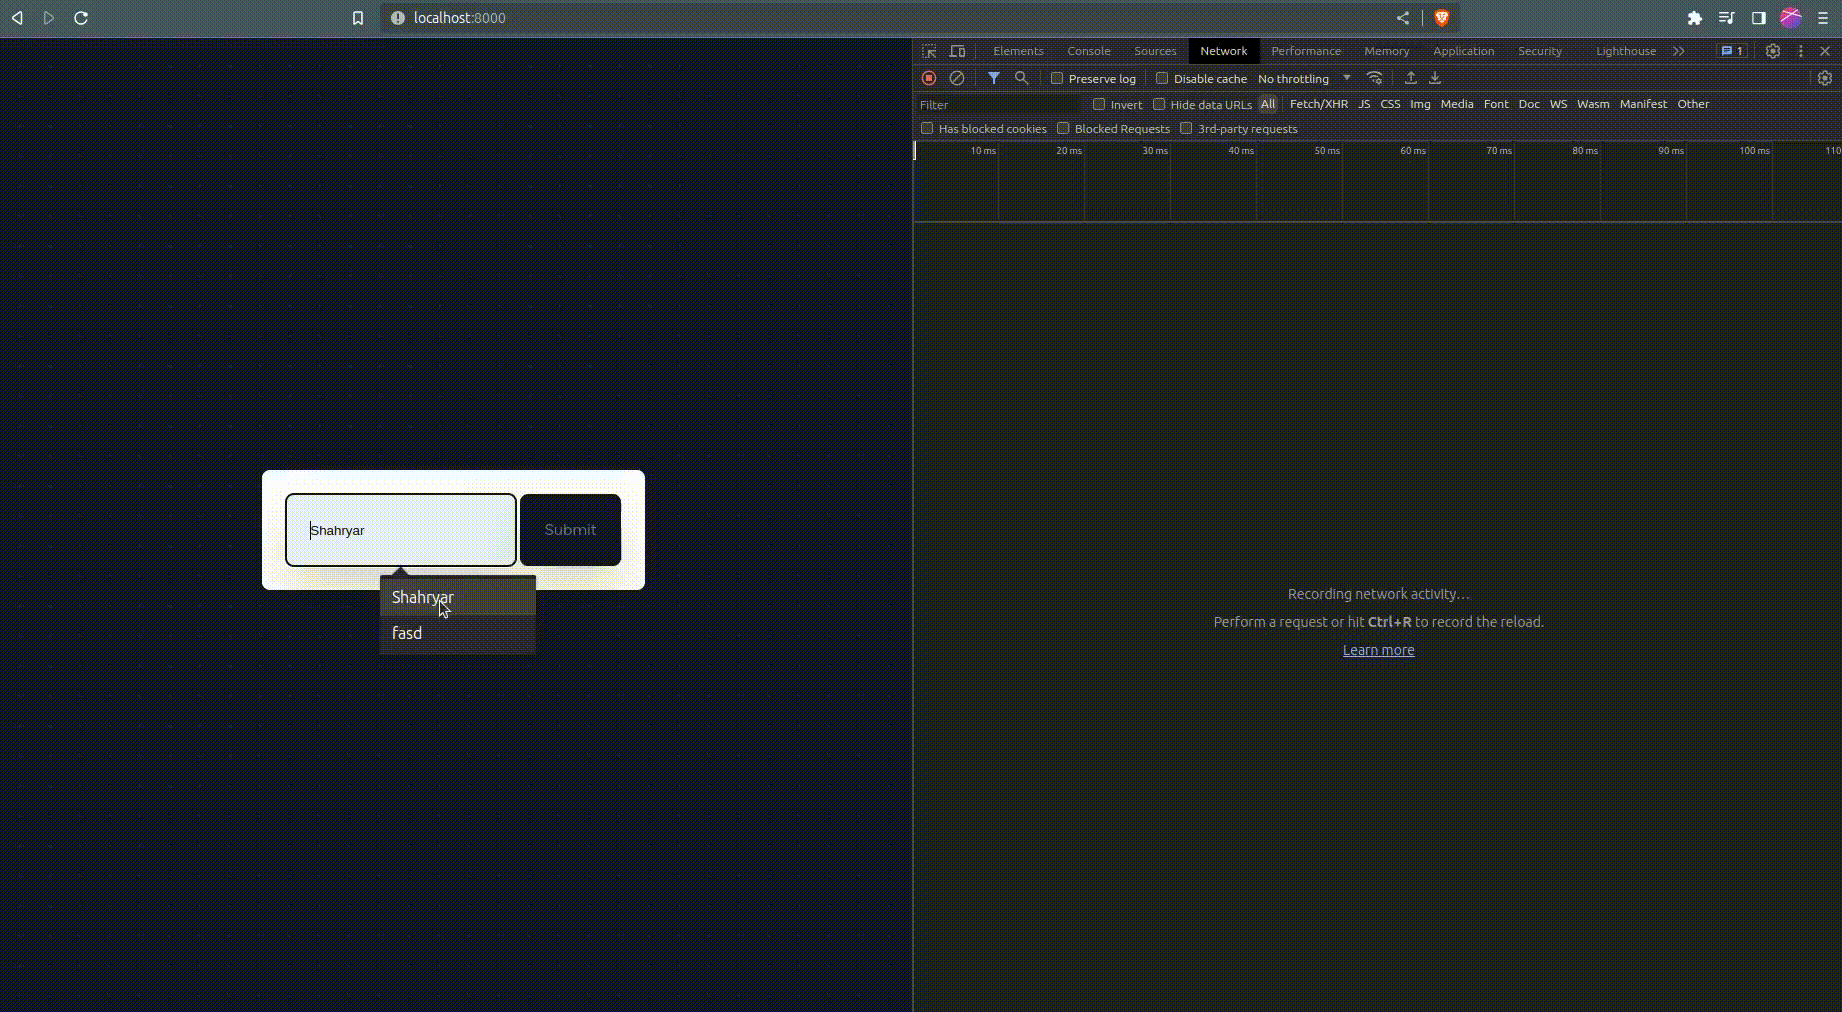 localhost:8000
Elements Console Sources Network Performance Memory Application Security Lighthouse 1
Preserve log Disable cache No throttling
Filter Invert Hide data URLs All Fetch/XHR JS CSS Img Media Font Doc WS Wasm Manifest Other
Has blocked cookies Blocked Requests 3rd-party requests
10 ms 20 ms 30 ms 40 ms 50 ms 60 ms 70 ms 80 ms 90 ms 100 ms 110
Shahryar Submit
Shahryar
fasd
Recording network activity…
Perform a request or hit Ctrl+R to record the reload.
Learn more